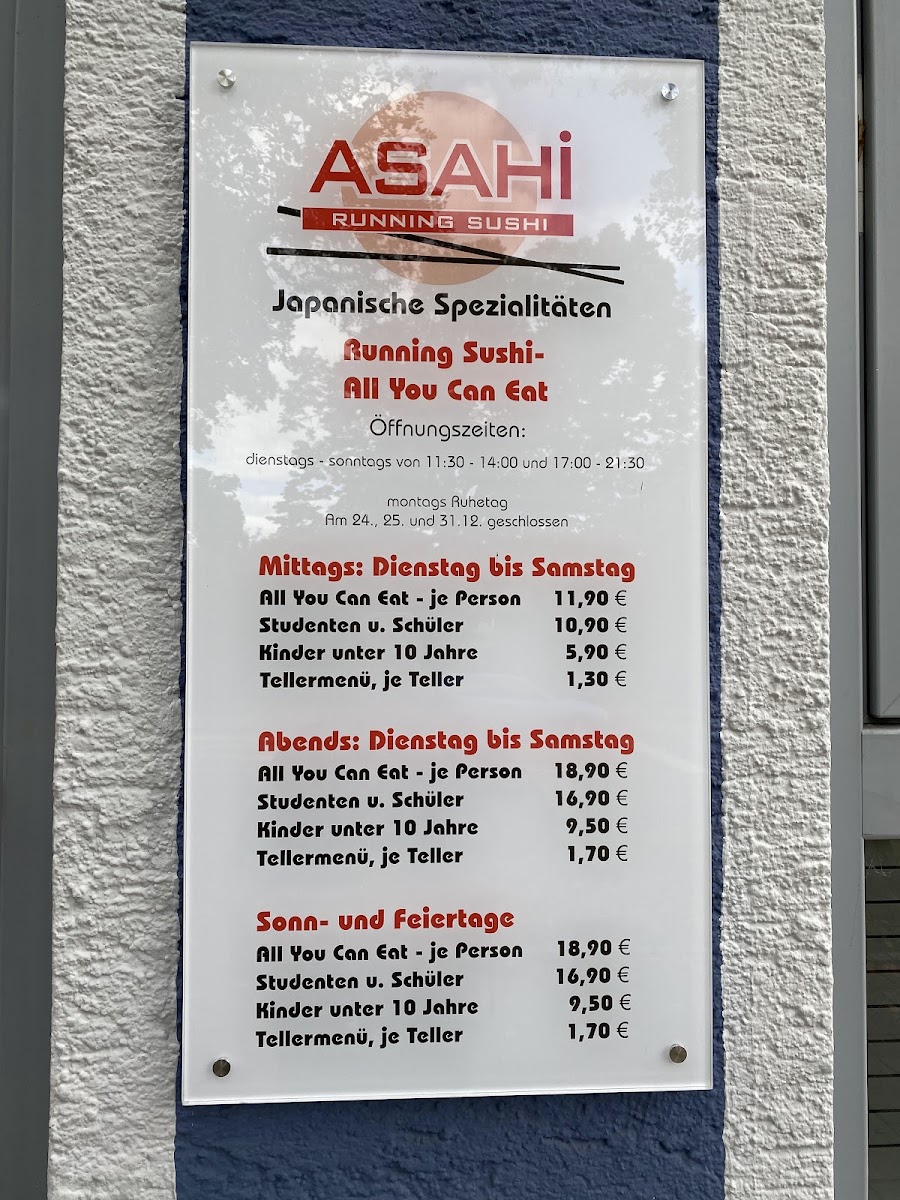 ASAHi
RUNNING SUSHI
Japanische Spezialitäten
Running Sushi-
All You Can Eat
Öffnungszeiten:
dienstags - sonntags von 11:30 - 14:00 und 17:00 - 21:30
montags Ruhetag
Am 24., 25. und 31.12. geschlossen
Mittags: Dienstag bis Samstag
All You Can Eat - je Person 11,90 €
Studenten u. Schüler 10,90 €
Kinder unter 10 Jahre 5,90 €
Tellermenü, je Teller 1,30 €
Abends: Dienstag bis Samstag
All You Can Eat - je Person 18,90 €
Studenten u. Schüler 16,90 €
Kinder unter 10 Jahre 9,50 €
Tellermenü, je Teller 1,70 €
Sonn- und Feiertage
All You Can Eat - je Person 18,90 €
Studenten u. Schüler 16,90 €
Kinder unter 10 Jahre 9,50 €
Tellermenü, je Teller 1,70 €